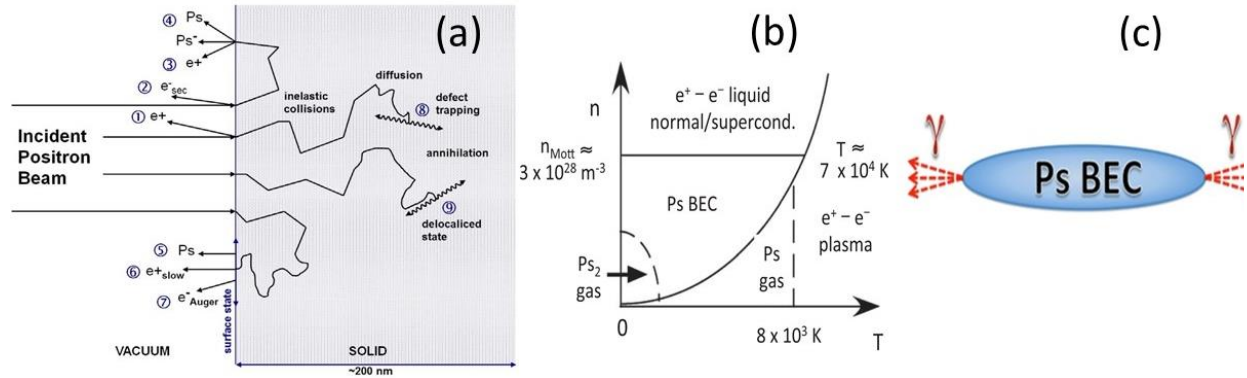 (a)
④ Ps
Ps⁻
③ e+
② e⁻sec
① e+
Incident
Positron
Beam
inelastic
collisions
diffusion
⑧
defect
trapping
annihilation
⑨
delocaliced
state
⑤ Ps
⑥ e+slow
⑦ e⁻Auger
surface state
VACUUM
SOLID
~200 nm
(b)
n
e⁺ – e⁻ liquid
normal/supercond.
nMott ≈
3 x 10²⁸ m⁻³
T ≈
7 x 10⁴ K
Ps BEC
e⁺ – e⁻
plasma
Ps₂
gas
Ps
gas
0
8 x 10³ K
T
(c)
γ
γ
Ps BEC